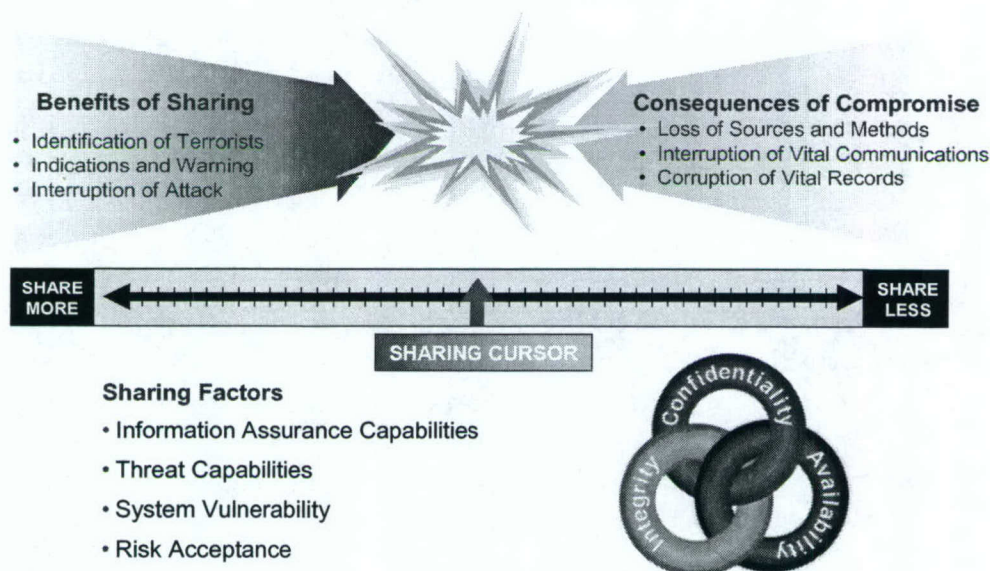 Benefits of Sharing
• Identification of Terrorists
• Indications and Warning
• Interruption of Attack
Consequences of Compromise
• Loss of Sources and Methods
• Interruption of Vital Communications
• Corruption of Vital Records
SHARE
MORE
SHARE
LESS
SHARING CURSOR
Sharing Factors
• Information Assurance Capabilities
• Threat Capabilities
• System Vulnerability
• Risk Acceptance
Confidentiality
Integrity
Availability